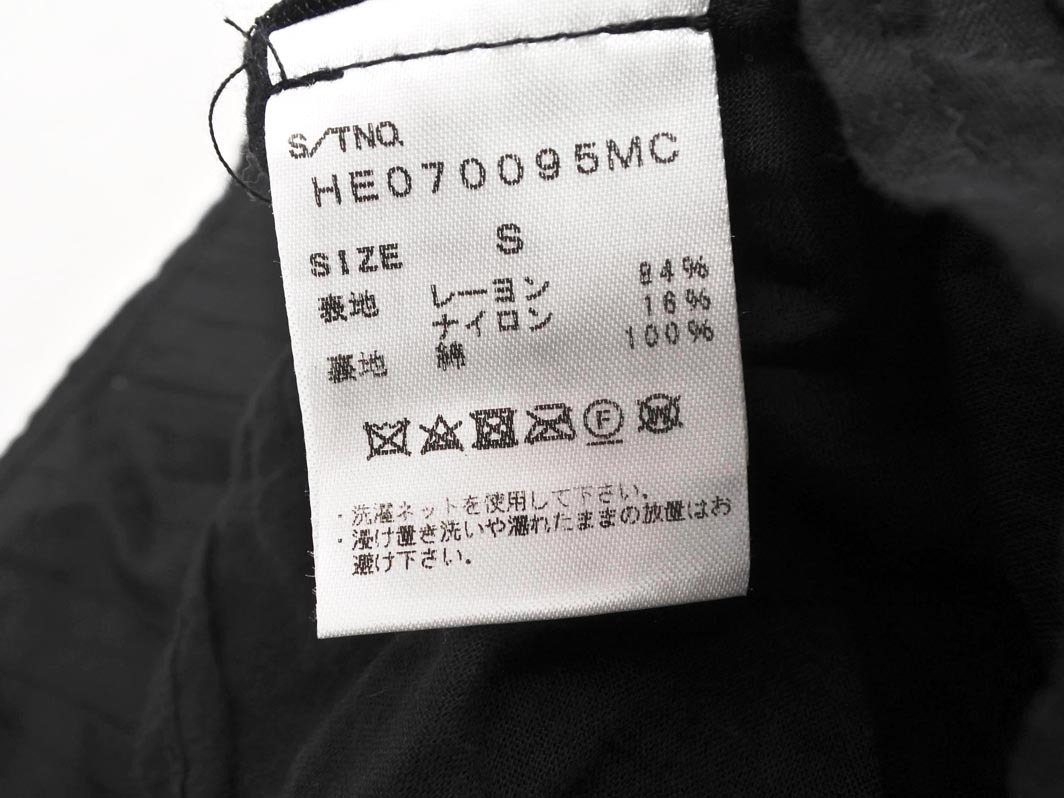 S/TNO.
HE070095MC
SIZE S
表地 レーヨン 84%
ナイロン 16%
裏地 綿 100%
F W
・洗濯ネットを使用して下さい。
・浸け置き洗いや濡れたままの放置はお
避け下さい。